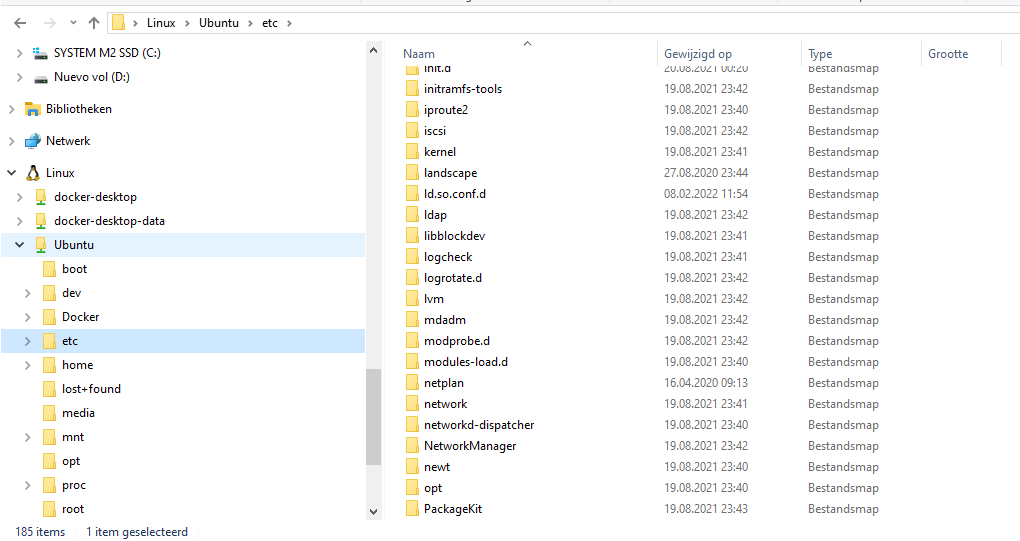 Linux > Ubuntu > etc >
SYSTEM M2 SSD (C:)
Nuevo vol (D:)
Bibliotheken
Netwerk
Linux
docker-desktop
docker-desktop-data
Ubuntu
boot
dev
Docker
etc
home
lost+found
media
mnt
opt
proc
root
Naam Gewijzigd op Type Grootte
init.d 20.08.2021 00:20 Bestandsmap
initramfs-tools 19.08.2021 23:42 Bestandsmap
iproute2 19.08.2021 23:40 Bestandsmap
iscsi 19.08.2021 23:42 Bestandsmap
kernel 19.08.2021 23:41 Bestandsmap
landscape 27.08.2020 23:44 Bestandsmap
ld.so.conf.d 08.02.2022 11:54 Bestandsmap
ldap 19.08.2021 23:42 Bestandsmap
libblockdev 19.08.2021 23:41 Bestandsmap
logcheck 19.08.2021 23:41 Bestandsmap
logrotate.d 19.08.2021 23:42 Bestandsmap
lvm 19.08.2021 23:42 Bestandsmap
mdadm 19.08.2021 23:42 Bestandsmap
modprobe.d 19.08.2021 23:42 Bestandsmap
modules-load.d 19.08.2021 23:40 Bestandsmap
netplan 16.04.2020 09:13 Bestandsmap
network 19.08.2021 23:41 Bestandsmap
networkd-dispatcher 19.08.2021 23:40 Bestandsmap
NetworkManager 19.08.2021 23:42 Bestandsmap
newt 19.08.2021 23:40 Bestandsmap
opt 19.08.2021 23:40 Bestandsmap
PackageKit 19.08.2021 23:43 Bestandsmap
185 items 1 item geselecteerd